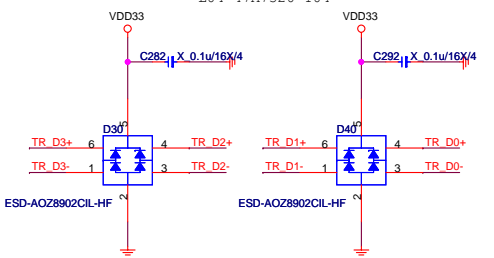 VDD33
VDD33
C282 X_0.1u/16X/4
C292 X_0.1u/16X/4
5
5
D30
D40
TR_D3+ 6 4 TR_D2+
TR_D1+ 6 4 TR_D0+
TR_D3- 1 3 TR_D2-
TR_D1- 1 3 TR_D0-
2
2
ESD-AOZ8902CIL-HF
ESD-AOZ8902CIL-HF